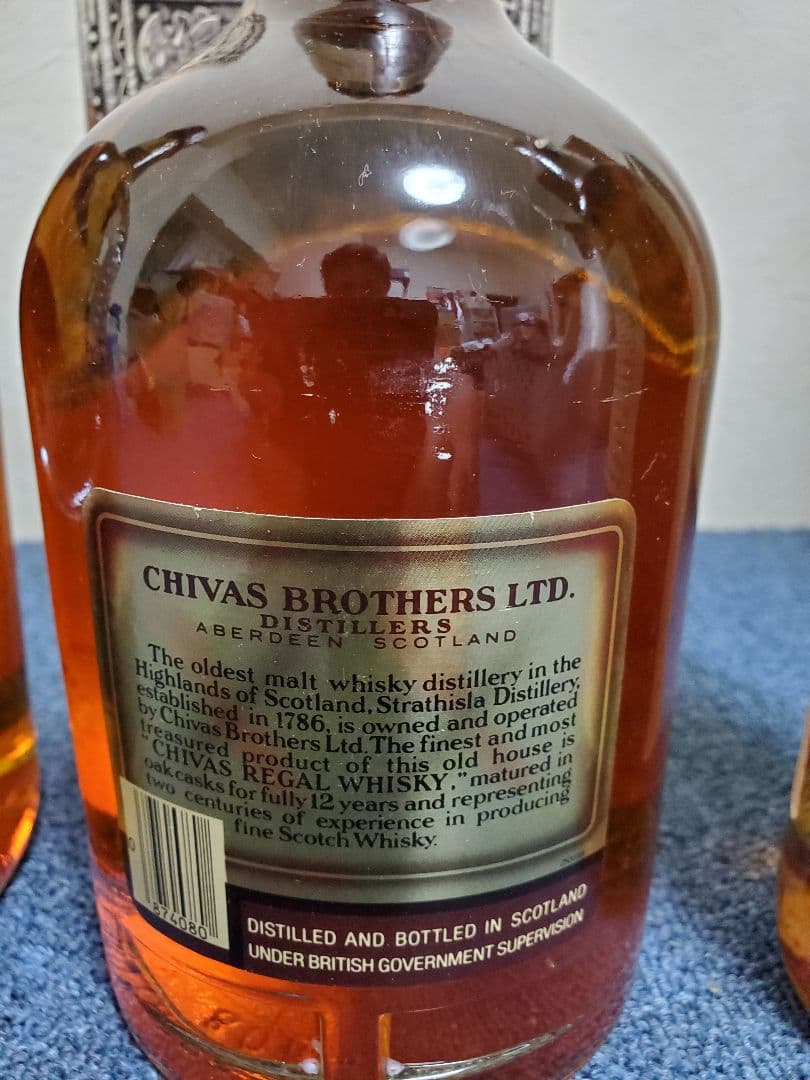 CHIVAS BROTHERS LTD.
DISTILLERS
ABERDEEN SCOTLAND
The oldest malt whisky distillery in the
Highlands of Scotland, Strathisla Distillery,
established in 1786, is owned and operated
by Chivas Brothers Ltd. The finest and most
treasured product of this old house is
"CHIVAS REGAL WHISKY," matured in
oak casks for fully 12 years and representing
two centuries of experience in producing
fine Scotch Whisky.
0
874080
DISTILLED AND BOTTLED IN SCOTLAND
UNDER BRITISH GOVERNMENT SUPERVISION